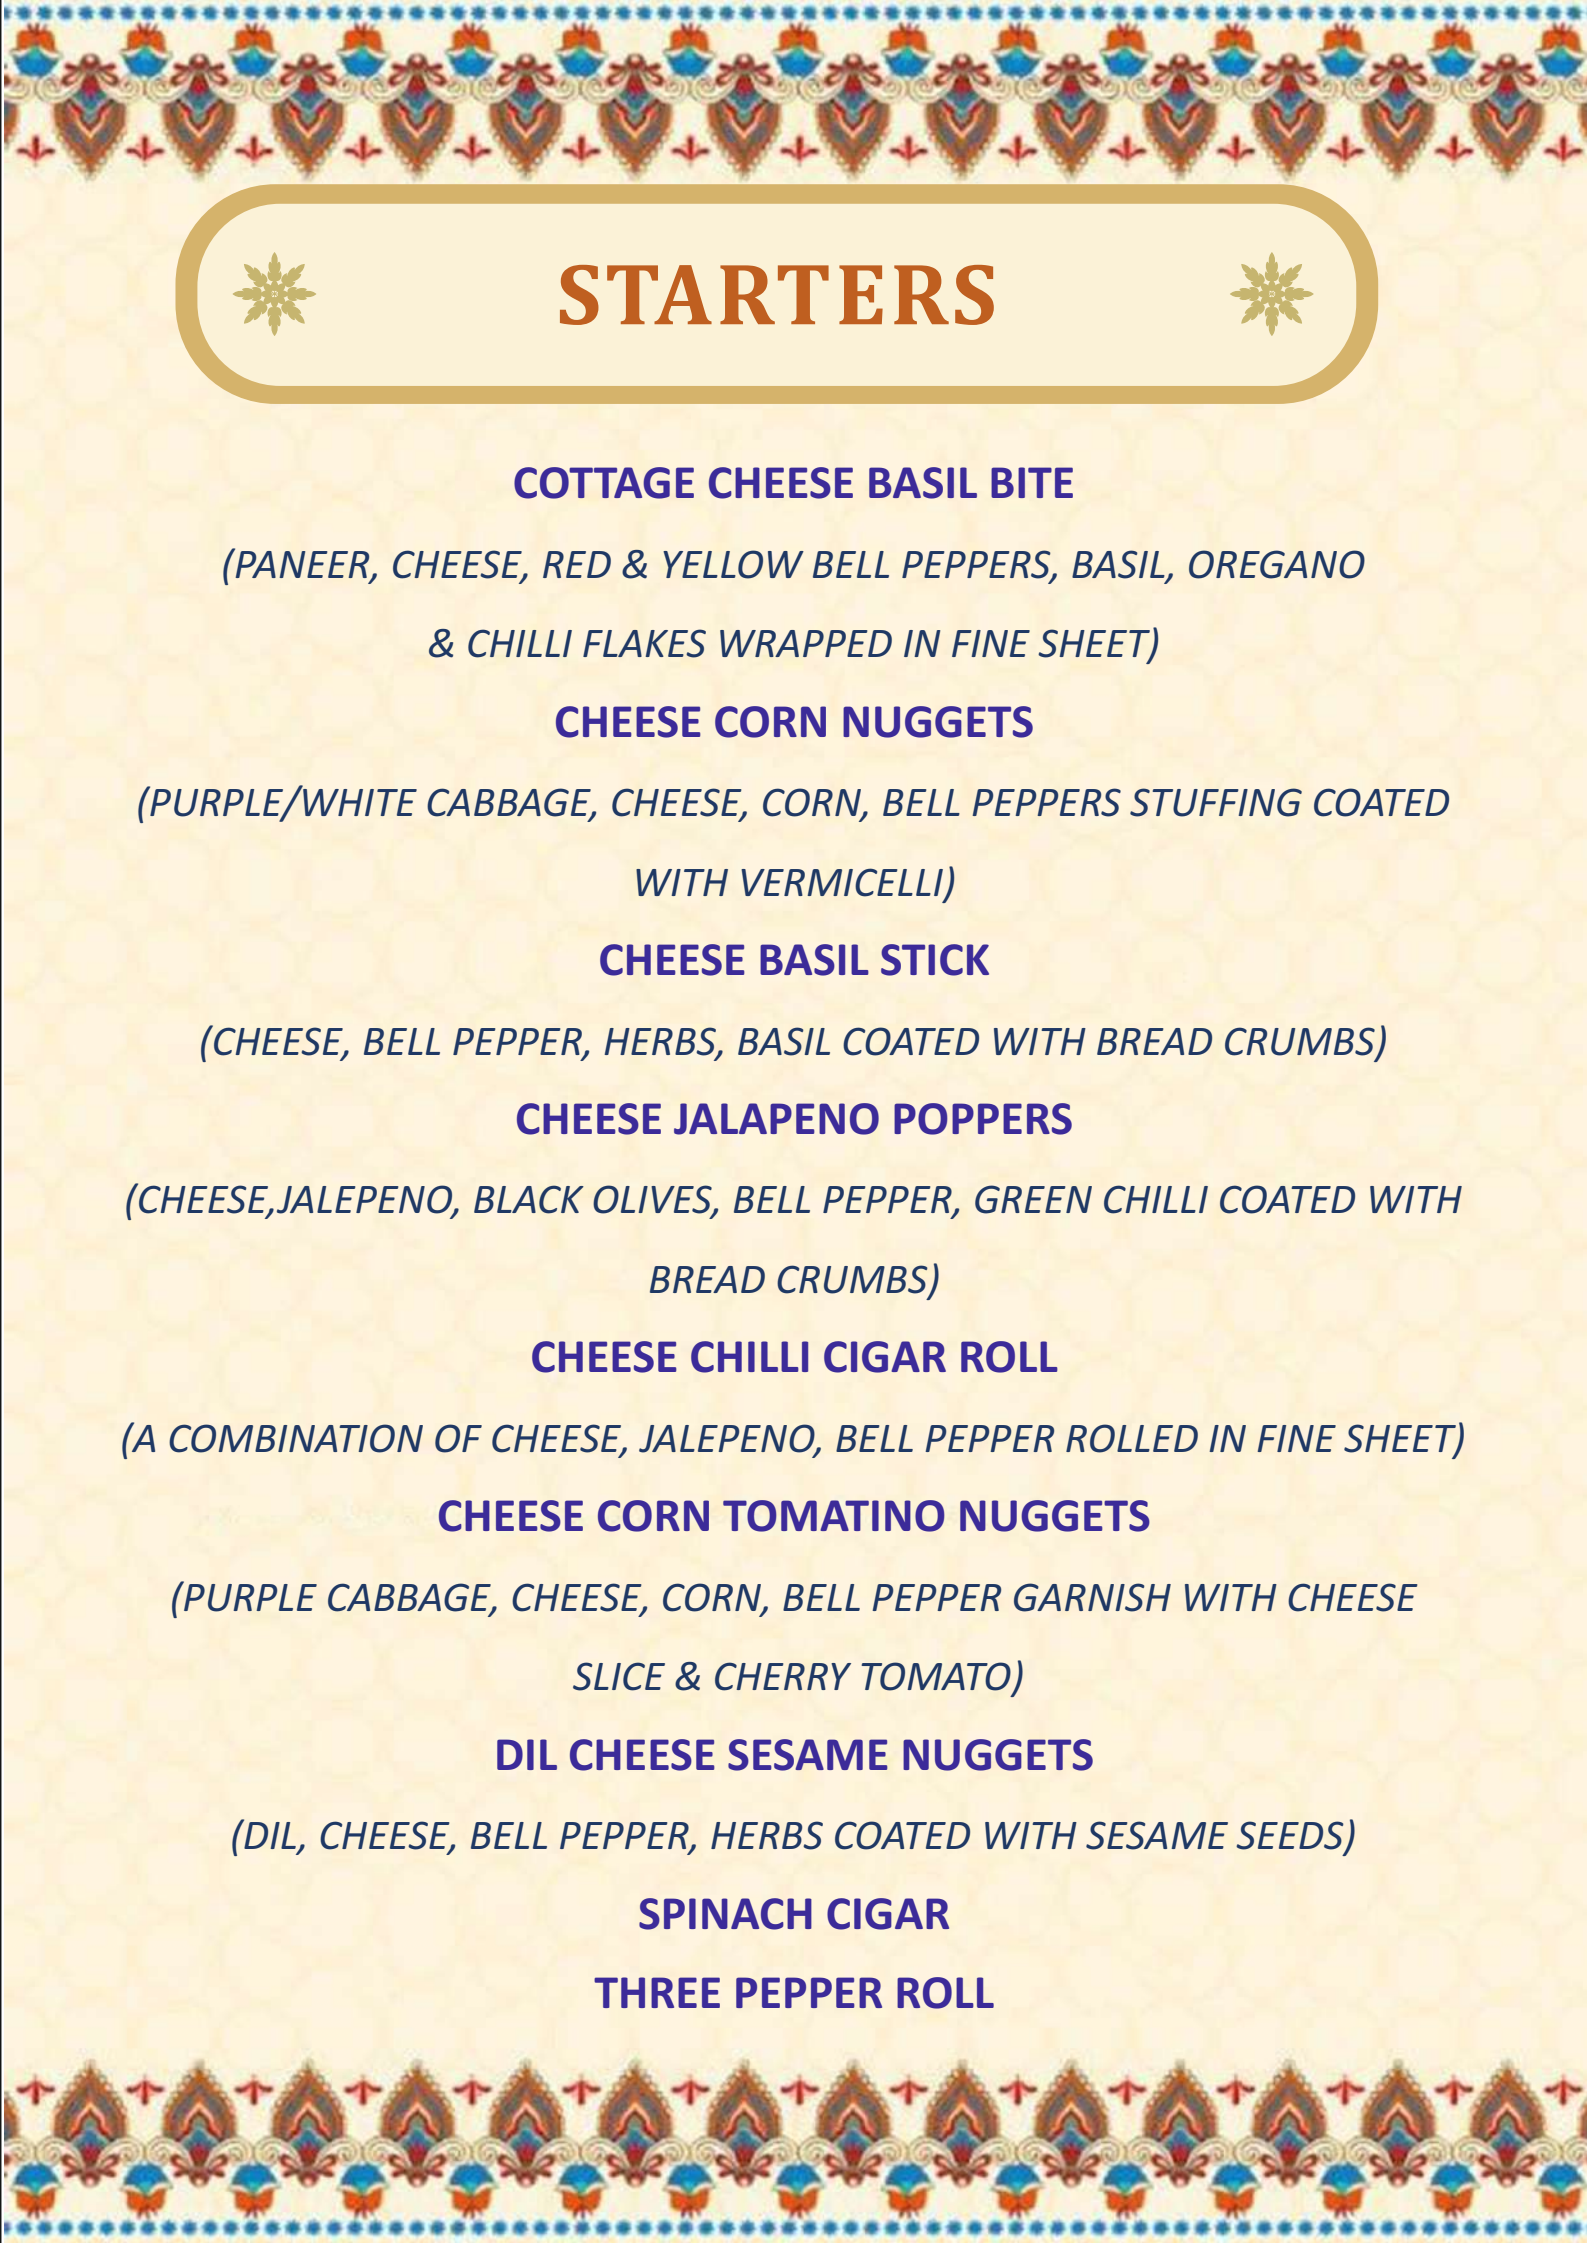 STARTERS
COTTAGE CHEESE BASIL BITE
(PANEER, CHEESE, RED & YELLOW BELL PEPPERS, BASIL, OREGANO
& CHILLI FLAKES WRAPPED IN FINE SHEET)
CHEESE CORN NUGGETS
(PURPLE/WHITE CABBAGE, CHEESE, CORN, BELL PEPPERS STUFFING COATED
WITH VERMICELLI)
CHEESE BASIL STICK
(CHEESE, BELL PEPPER, HERBS, BASIL COATED WITH BREAD CRUMBS)
CHEESE JALAPENO POPPERS
(CHEESE,JALEPENO, BLACK OLIVES, BELL PEPPER, GREEN CHILLI COATED WITH
BREAD CRUMBS)
CHEESE CHILLI CIGAR ROLL
(A COMBINATION OF CHEESE, JALEPENO, BELL PEPPER ROLLED IN FINE SHEET)
CHEESE CORN TOMATINO NUGGETS
(PURPLE CABBAGE, CHEESE, CORN, BELL PEPPER GARNISH WITH CHEESE
SLICE & CHERRY TOMATO)
DIL CHEESE SESAME NUGGETS
(DIL, CHEESE, BELL PEPPER, HERBS COATED WITH SESAME SEEDS)
SPINACH CIGAR
THREE PEPPER ROLL